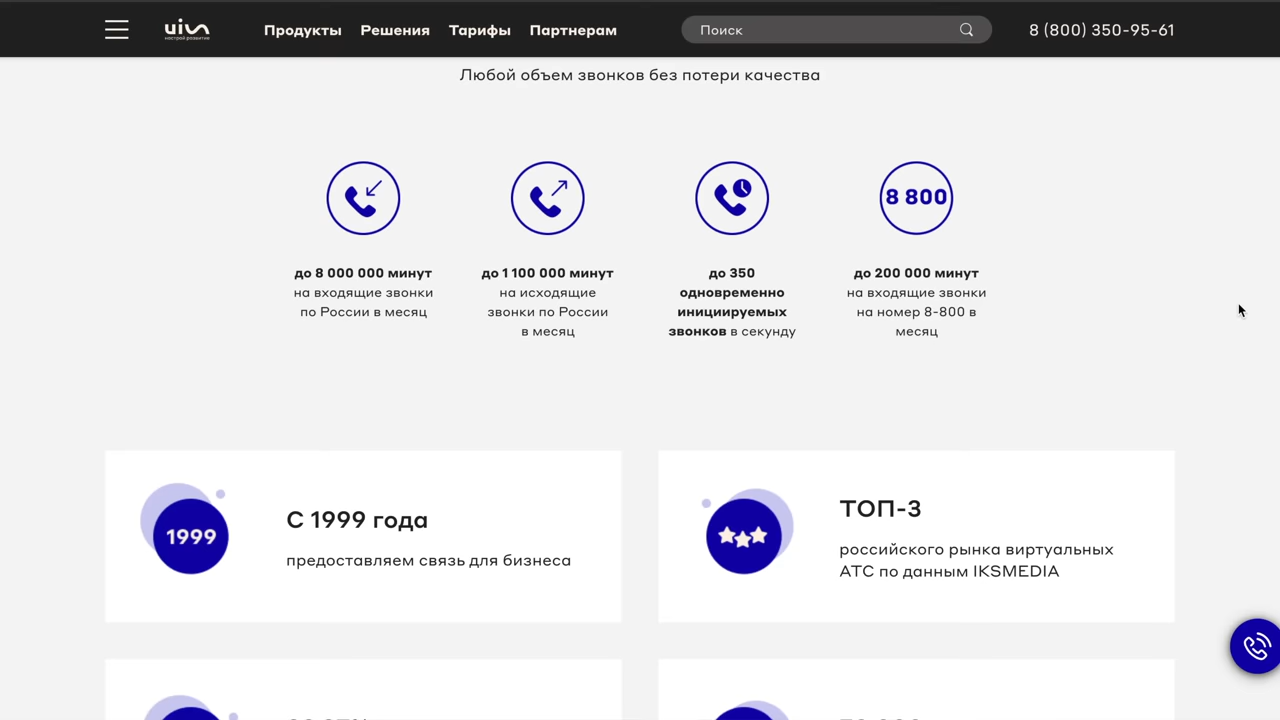 uis
настрой развитие
Продукты
Решения
Тарифы
Партнерам
Поиск
8 (800) 350-95-61
Любой объем звонков без потери качества
8 800
до 8 000 000 минут
на входящие звонки
по России в месяц
до 1 100 000 минут
на исходящие
звонки по России
в месяц
до 350
одновременно
инициируемых
звонков в секунду
до 200 000 минут
на входящие звонки
на номер 8-800 в
месяц
1999
С 1999 года
предоставляем связь для бизнеса
ТОП-3
российского рынка виртуальных
АТС по данным IKSMEDIA